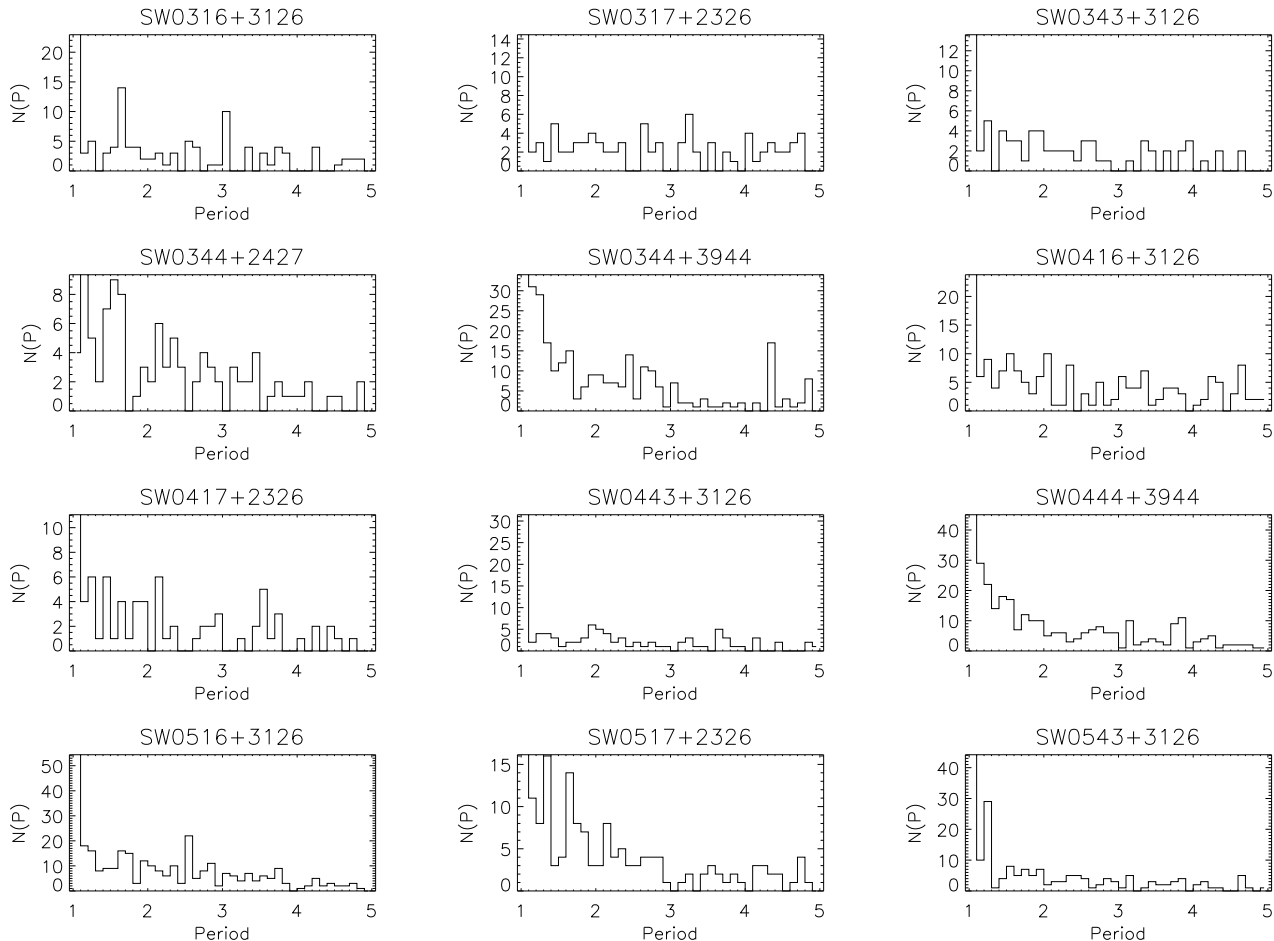 SW0316+3126
N(P)
20
15
10
5
0
1 2 3 4 5
Period
SW0317+2326
N(P)
14
12
10
8
6
4
2
0
1 2 3 4 5
Period
SW0343+3126
N(P)
12
10
8
6
4
2
0
1 2 3 4 5
Period
SW0344+2427
N(P)
8
6
4
2
0
1 2 3 4 5
Period
SW0344+3944
N(P)
30
25
20
15
10
5
0
1 2 3 4 5
Period
SW0416+3126
N(P)
20
15
10
5
0
1 2 3 4 5
Period
SW0417+2326
N(P)
10
8
6
4
2
0
1 2 3 4 5
Period
SW0443+3126
N(P)
30
25
20
15
10
5
0
1 2 3 4 5
Period
SW0444+3944
N(P)
40
30
20
10
0
1 2 3 4 5
Period
SW0516+3126
N(P)
50
40
30
20
10
0
1 2 3 4 5
Period
SW0517+2326
N(P)
15
10
5
0
1 2 3 4 5
Period
SW0543+3126
N(P)
40
30
20
10
0
1 2 3 4 5
Period